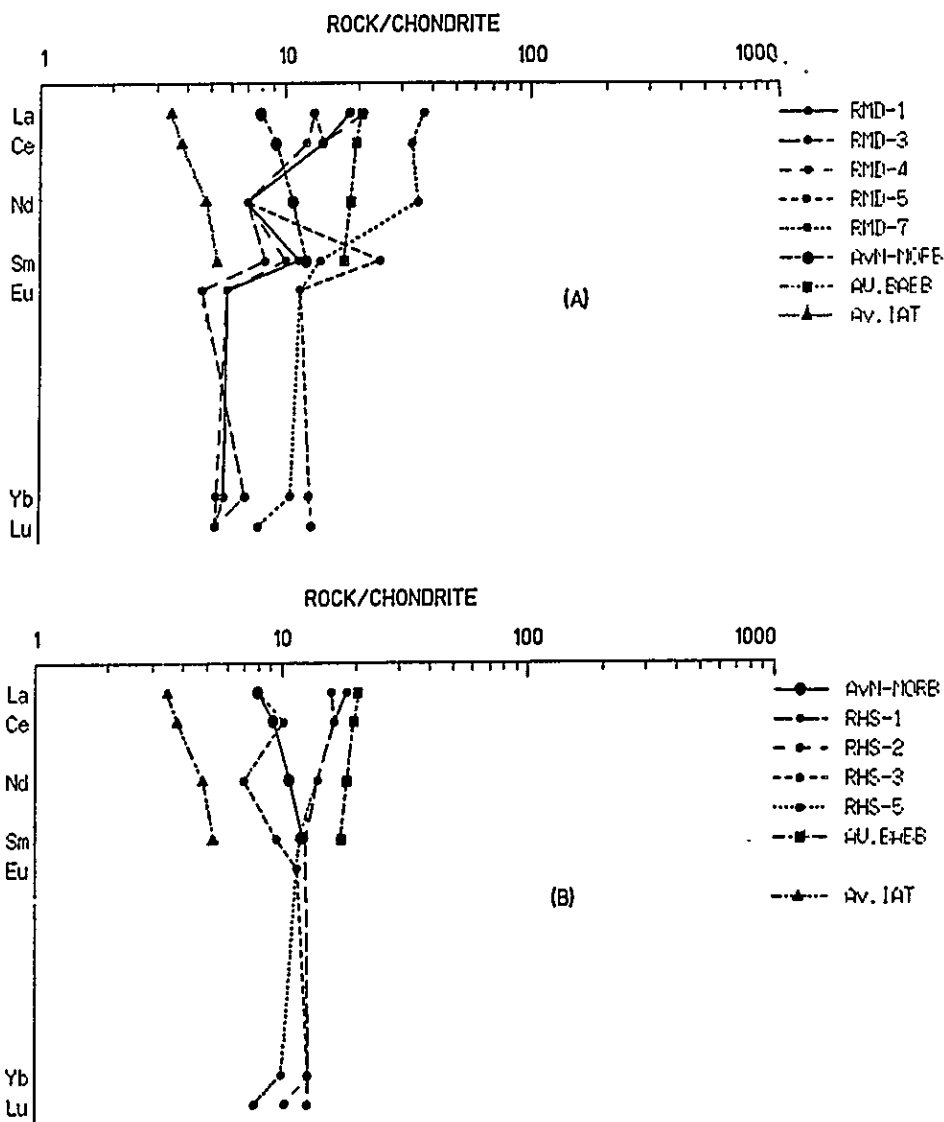 ROCK/CHONDRITE
1 10 100 1000
La
Ce
Nd
Sm
Eu
Yb
Lu
RMD-1
RMD-3
RMD-4
RMD-5
RMD-7
AvN-MORB
AV.BAEB
Av.IAT
(A)
ROCK/CHONDRITE
1 10 100 1000
La
Ce
Nd
Sm
Eu
Yb
Lu
AvN-MORB
RHS-1
RHS-2
RHS-3
RHS-5
Av.IAT
(B)